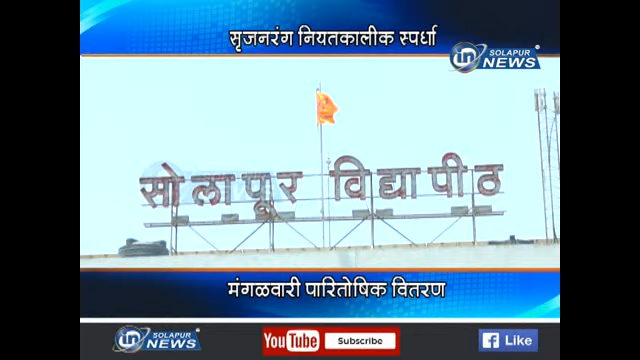 सृजनरंग नियतकालीक स्पर्धा
in SOLAPUR NEWS
सोलापूर विद्यापीठ
मंगळवारी पारितोषिक वितरण
in SOLAPUR NEWS
YouTube Subscribe
f Like